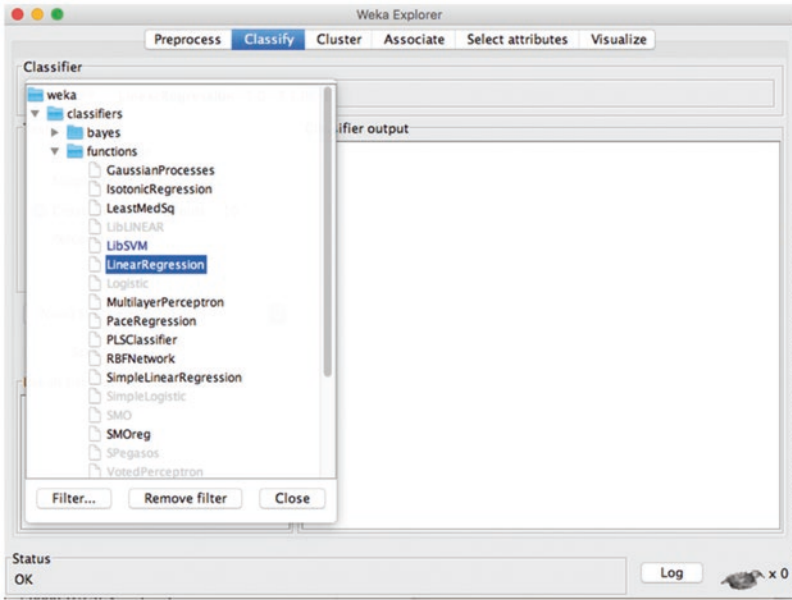 Weka Explorer
Preprocess Classify Cluster Associate Select attributes Visualize
Classifier
weka
classifiers
bayes
functions
GaussianProcesses
IsotonicRegression
LeastMedSq
LibLINEAR
LibSVM
LinearRegression
Logistic
MultilayerPerceptron
PaceRegression
PLSClassifier
RBFNetwork
SimpleLinearRegression
SimpleLogistic
SMO
SMOreg
SPegasos
VotedPerceptron
Filter... Remove filter Close
ifier output
Status
OK
Log x 0